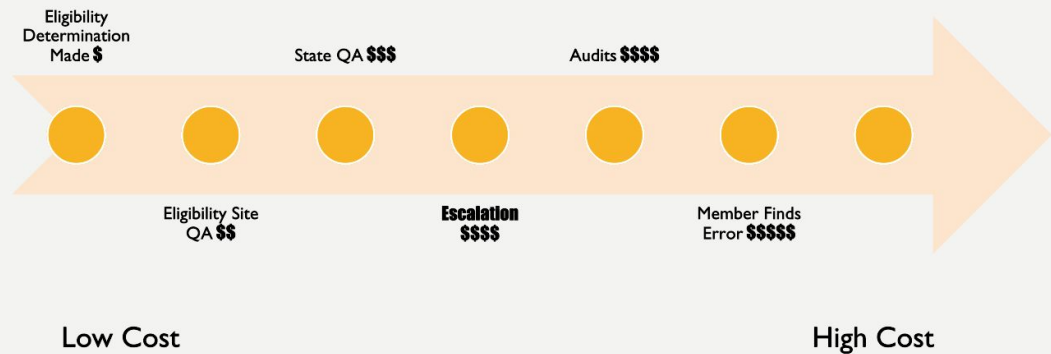 Eligibility
Determination
Made $
State QA $$$
Audits $$$$
Eligibility Site
QA $$
Escalation
$$$$
Member Finds
Error $$$$$
Low Cost
High Cost